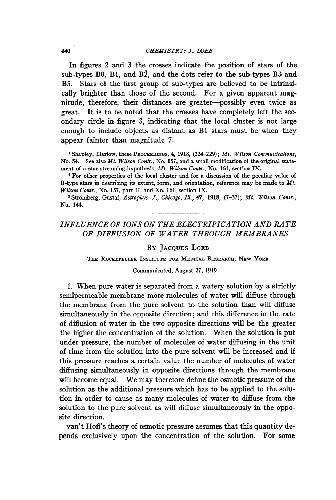 440 CHEMISTRY: J. LOEB
In figures 2 and 3 the crosses indicate the position of stars of the
sub-types B0, B1, and B2, and the dots refer to the sub-types B3 and
B5. Stars of the first group of sub-types are believed to be intrinsi-
cally brighter than those of the second. For a given apparent mag-
nitude, therefore, their distances are greater—possibly even twice as
great. It is to be noted that the crosses have completely left the sec-
ondary circle in figure 3, indicating that the local cluster is not large
enough to include objects as distant as B1 stars must be when they
appear fainter than magnitude 7.
¹ Shapley, Harlow, these PROCEEDINGS, 4, 1918, (224-229); Mt. Wilson Communications,
No. 54. See also Mt. Wilson Contr., No. 157, and a small modification of the original state-
ment of a star-streaming hypothesis, Mt. Wilson Contr., No. 161, section IX.
² For other properties of the local cluster and for a discussion of the peculiar value of
B-type stars in describing its extent, form, and orientation, reference may be made to Mt.
Wilson Contr., No. 157, part II and No. 161, section IX.
³ Strömberg, Gustaf, Astrophys. J., Chicago, Ill., 47, 1918, (7-37); Mt. Wilson Contr.,
No. 144.
INFLUENCE OF IONS ON THE ELECTRIFICATION AND RATE
OF DIFFUSION OF WATER THROUGH MEMBRANES
BY JACQUES LOEB
THE ROCKEFELLER INSTITUTE FOR MEDICAL RESEARCH, NEW YORK
Communicated, August 27, 1919
1. When pure water is separated from a watery solution by a strictly
semipermeable membrane more molecules of water will diffuse through
the membrane from the pure solvent to the solution than will diffuse
simultaneously in the opposite direction; and this difference in the rate
of diffusion of water in the two opposite directions will be the greater
the higher the concentration of the solution. When the solution is put
under pressure, the number of molecules of water diffusing in the unit
of time from the solution into the pure solvent will be increased and if
this pressure reaches a certain value the number of molecules of water
diffusing simultaneously in opposite directions through the membrane
will become equal. We may therefore define the osmotic pressure of the
solution as the additional pressure which has to be applied to the solu-
tion in order to cause as many molecules of water to diffuse from the
solution to the pure solvent as will diffuse simultaneously in the oppo-
site direction.
van't Hoff's theory of osmotic pressure assumes that this quantity de-
pends exclusively upon the concentration of the solution. For some